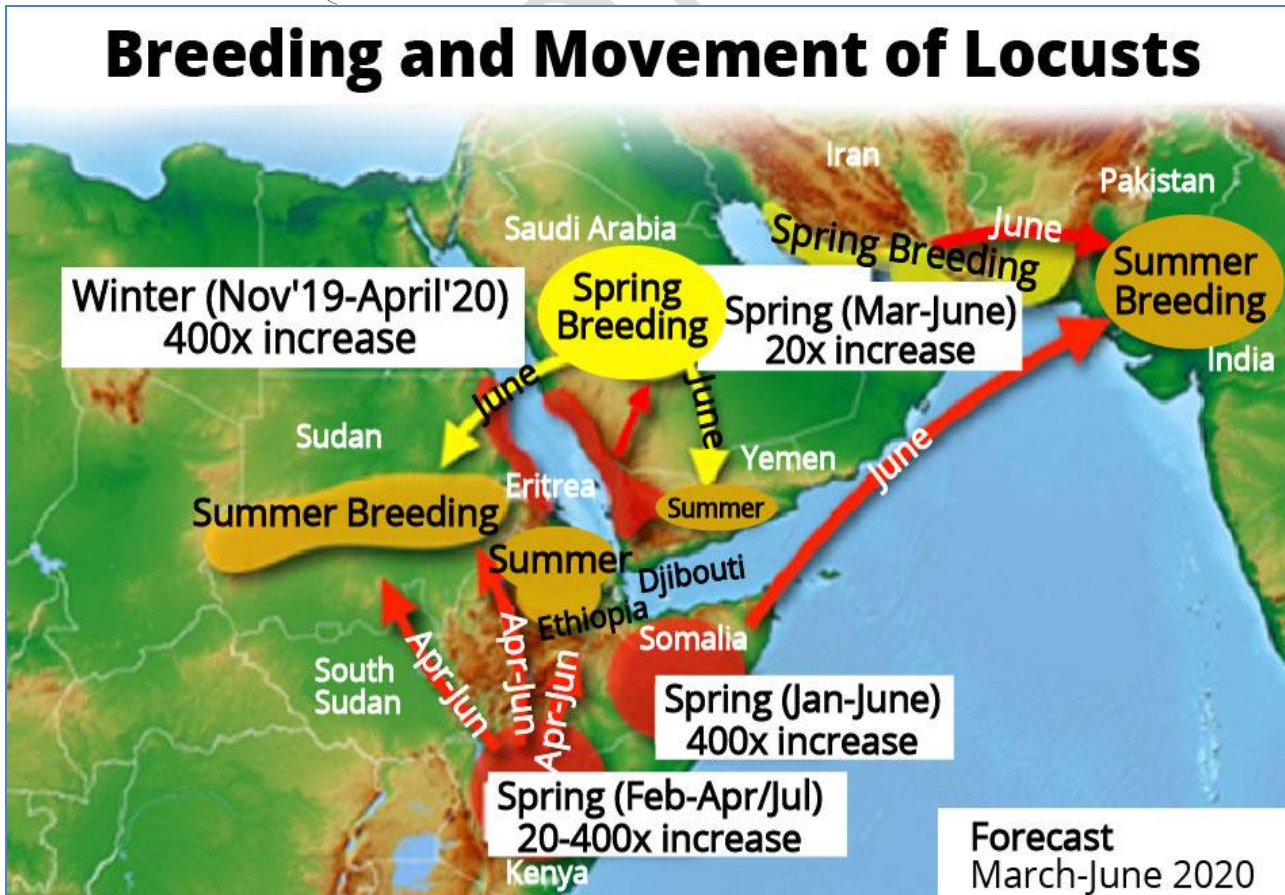 Breeding and Movement of Locusts
Iran
Pakistan
Saudi Arabia
Spring Breeding
June
Summer
Breeding
Winter (Nov'19-April'20)
400x increase
Spring
Breeding
Spring (Mar-June)
20x increase
India
June
June
Sudan
Yemen
June
Eritrea
Summer Breeding
Summer
Summer
Djibouti
Ethiopia
Somalia
South
Sudan
Apr-Jun
Apr-Jun
Apr-Jun
Spring (Jan-June)
400x increase
Spring (Feb-Apr/Jul)
20-400x increase
Kenya
Forecast
March-June 2020